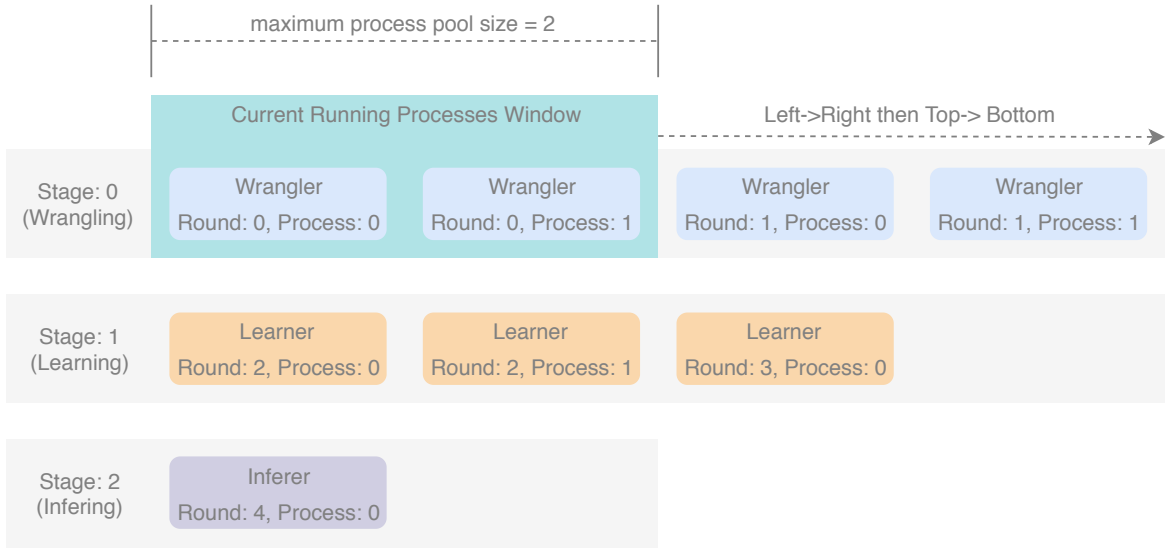 maximum process pool size = 2
Current Running Processes Window
Left->Right then Top-> Bottom
Stage: 0
(Wrangling)
Wrangler
Round: 0, Process: 0
Wrangler
Round: 0, Process: 1
Wrangler
Round: 1, Process: 0
Wrangler
Round: 1, Process: 1
Stage: 1
(Learning)
Learner
Round: 2, Process: 0
Learner
Round: 2, Process: 1
Learner
Round: 3, Process: 0
Stage: 2
(Infering)
Inferer
Round: 4, Process: 0